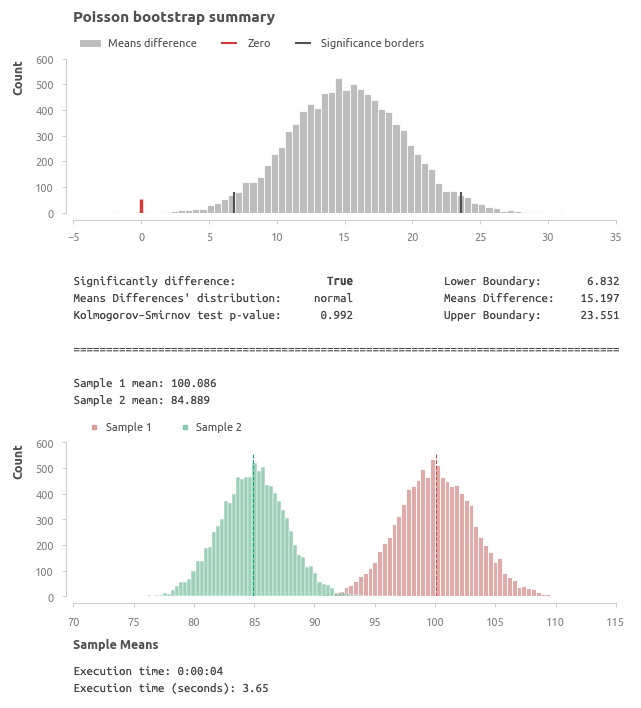 Poisson bootstrap summary
Means difference Zero Significance borders
Count
600
500
400
300
200
100
0
−5 0 5 10 15 20 25 30 35
Significantly difference: True Lower Boundary: 6.832
Means Differences' distribution: normal Means Difference: 15.197
Kolmogorov–Smirnov test p-value: 0.992 Upper Boundary: 23.551
===================================================================================
Sample 1 mean: 100.086
Sample 2 mean: 84.889
Sample 1 Sample 2
Count
600
500
400
300
200
100
0
70 75 80 85 90 95 100 105 110 115
Sample Means
Execution time: 0:00:04
Execution time (seconds): 3.65